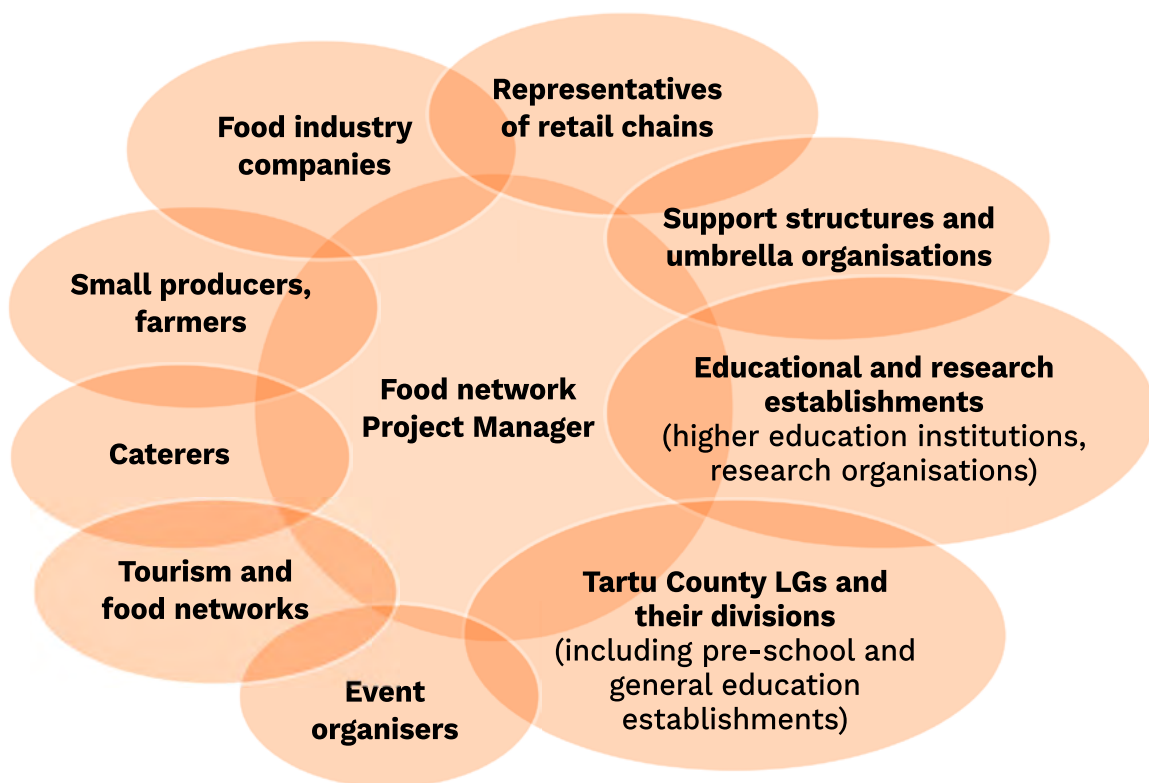 Representatives
of retail chains
Food industry
companies
Support structures and
umbrella organisations
Small producers,
farmers
Educational and research
establishments
(higher education institutions,
research organisations)
Food network
Project Manager
Caterers
Tourism and
food networks
Tartu County LGs and
their divisions
(including pre-school and
general education
establishments)
Event
organisers